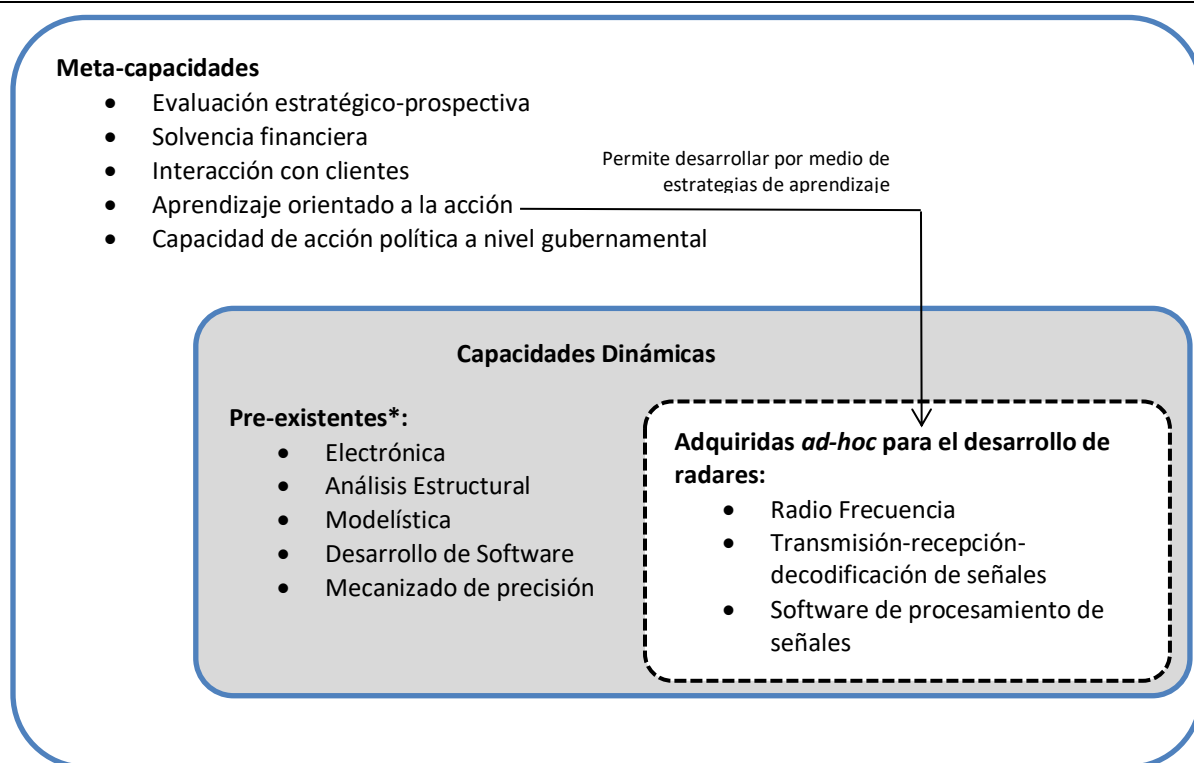 Meta-capacidades
• Evaluación estratégico-prospectiva
• Solvencia financiera
• Interacción con clientes
• Aprendizaje orientado a la acción
• Capacidad de acción política a nivel gubernamental
Permite desarrollar por medio de
estrategias de aprendizaje
Capacidades Dinámicas
Pre-existentes*:
• Electrónica
• Análisis Estructural
• Modelística
• Desarrollo de Software
• Mecanizado de precisión
Adquiridas ad-hoc para el desarrollo de
radares:
• Radio Frecuencia
• Transmisión-recepción-
decodificación de señales
• Software de procesamiento de
señales